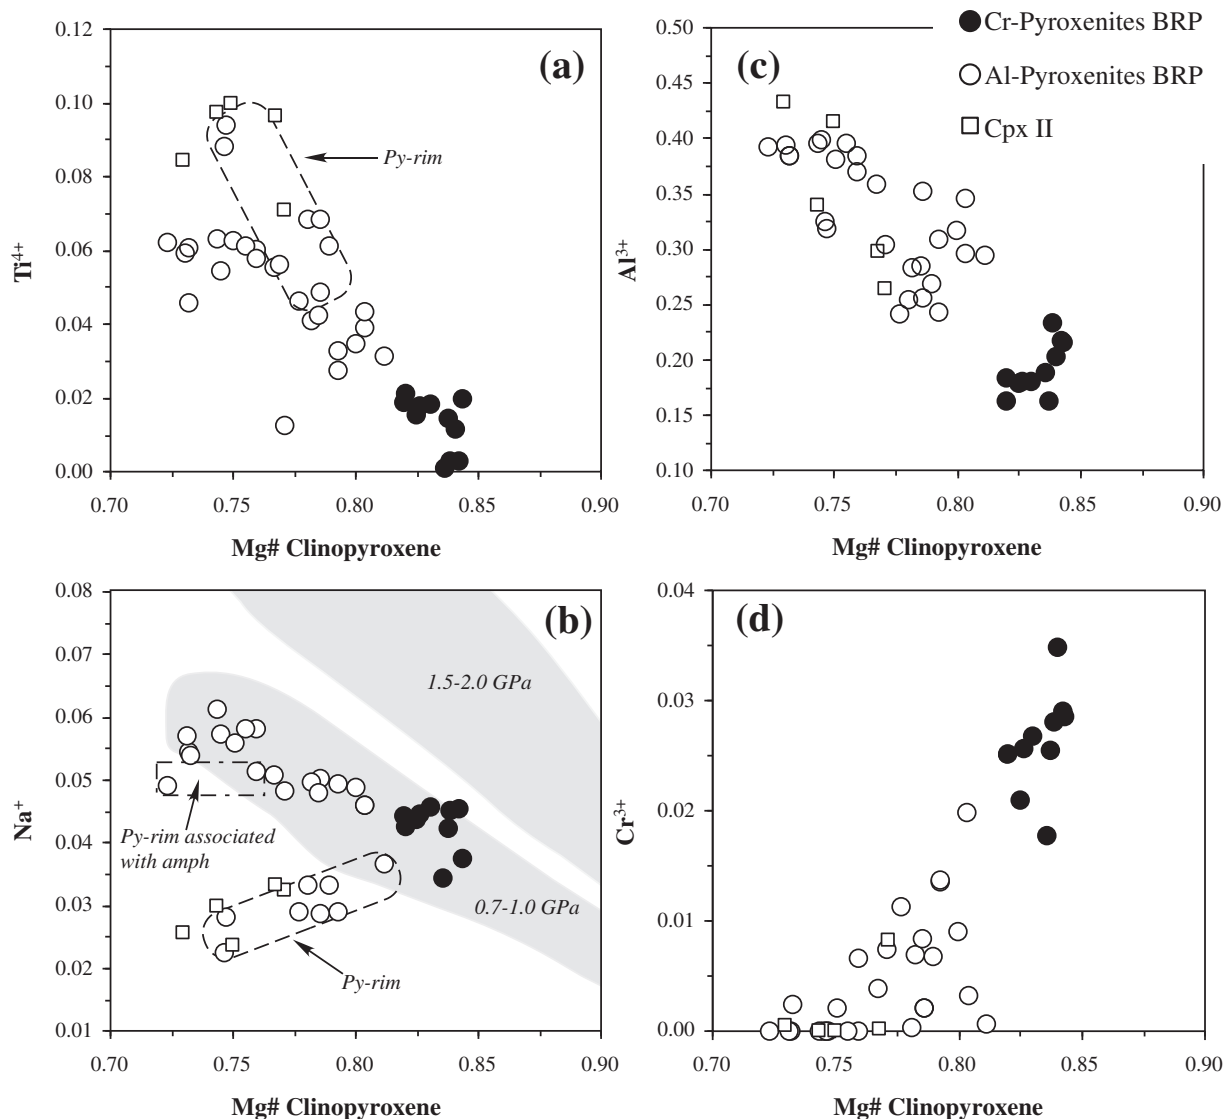 0.12
0.10
0.08
0.06
0.04
0.02
0.00
Ti4+
(a)
Py-rim
0.70
0.75
0.80
0.85
0.90
Mg# Clinopyroxene
0.50
0.45
0.40
0.35
0.30
0.25
0.20
0.15
0.10
Al3+
(c)
Cr-Pyroxenites BRP
Al-Pyroxenites BRP
Cpx II
0.70
0.75
0.80
0.85
0.90
Mg# Clinopyroxene
0.08
0.07
0.06
0.05
0.04
0.03
0.02
0.01
Na+
(b)
1.5-2.0 GPa
Py-rim associated
with amph
0.7-1.0 GPa
Py-rim
0.70
0.75
0.80
0.85
0.90
Mg# Clinopyroxene
0.04
0.03
0.02
0.01
0.00
Cr3+
(d)
0.70
0.75
0.80
0.85
0.90
Mg# Clinopyroxene